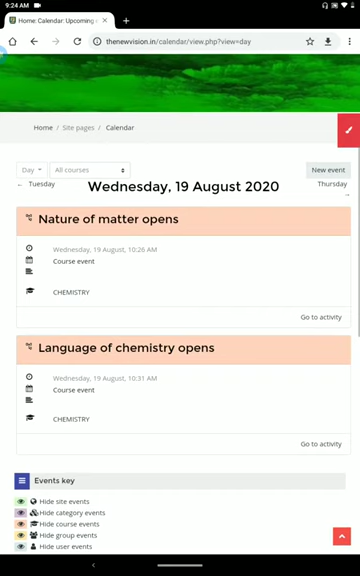 9:24 AM
Home: Calendar: Upcoming
thenewvision.in/calendar/view.php?view=day
Home / Site pages / Calendar
Day
All courses
New event
← Tuesday
Wednesday, 19 August 2020
Thursday →
Nature of matter opens
Wednesday, 19 August, 10:26 AM
Course event
CHEMISTRY
Go to activity
Language of chemistry opens
Wednesday, 19 August, 10:31 AM
Course event
CHEMISTRY
Go to activity
Events key
Hide site events
Hide category events
Hide course events
Hide group events
Hide user events